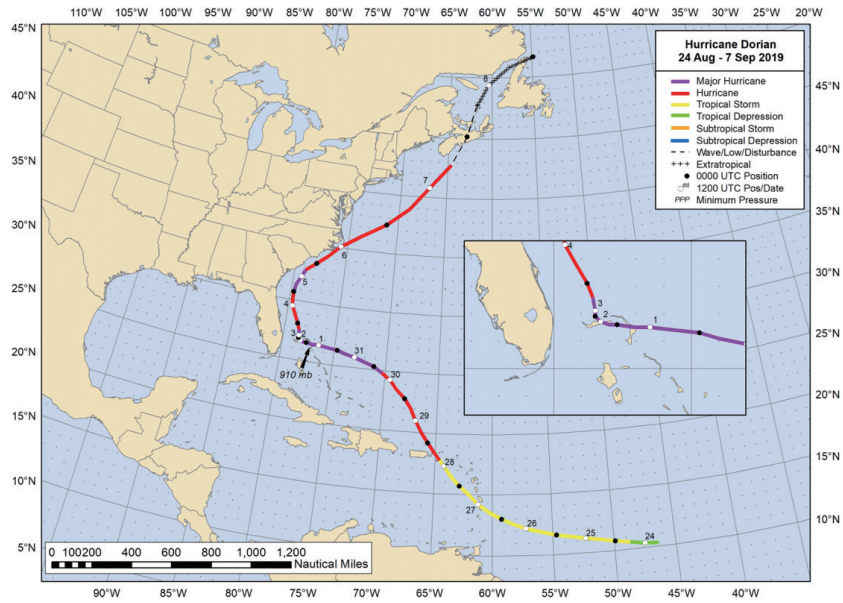 110°W 105°W 100°W 95°W 90°W 85°W 80°W 75°W 70°W 65°W 60°W 55°W 50°W 45°W 40°W 35°W 30°W 25°W 20°W
45°N
40°N
35°N
30°N
25°N
20°N
15°N
10°N
5°N
Hurricane Dorian
24 Aug - 7 Sep 2019
Major Hurricane
Hurricane
Tropical Storm
Tropical Depression
Subtropical Storm
Subtropical Depression
Wave/Low/Disturbance
Extratropical
0000 UTC Position
dd 1200 UTC Pos/Date
PPP Minimum Pressure
45°N
40°N
35°N
30°N
25°N
20°N
15°N
10°N
8
7
6
5
4
3
2
1
31
30
29
28
27
26
25
24
910 mb
4
3
2
1
0 100 200 400 600 800 1,000 1,200
Nautical Miles
90°W 85°W 80°W 75°W 70°W 65°W 60°W 55°W 50°W 45°W 40°W